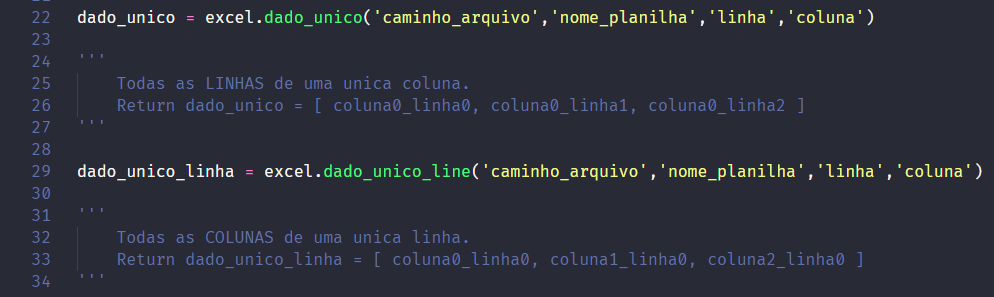 22 dado_unico = excel.dado_unico('caminho_arquivo','nome_planilha','linha','coluna')
23
24 '''
25     Todas as LINHAS de uma unica coluna.
26     Return dado_unico = [ coluna0_linha0, coluna0_linha1, coluna0_linha2 ]
27 '''
28
29 dado_unico_linha = excel.dado_unico_line('caminho_arquivo','nome_planilha','linha','coluna')
30
31 '''
32     Todas as COLUNAS de uma unica linha.
33     Return dado_unico_linha = [ coluna0_linha0, coluna1_linha0, coluna2_linha0 ]
34 '''